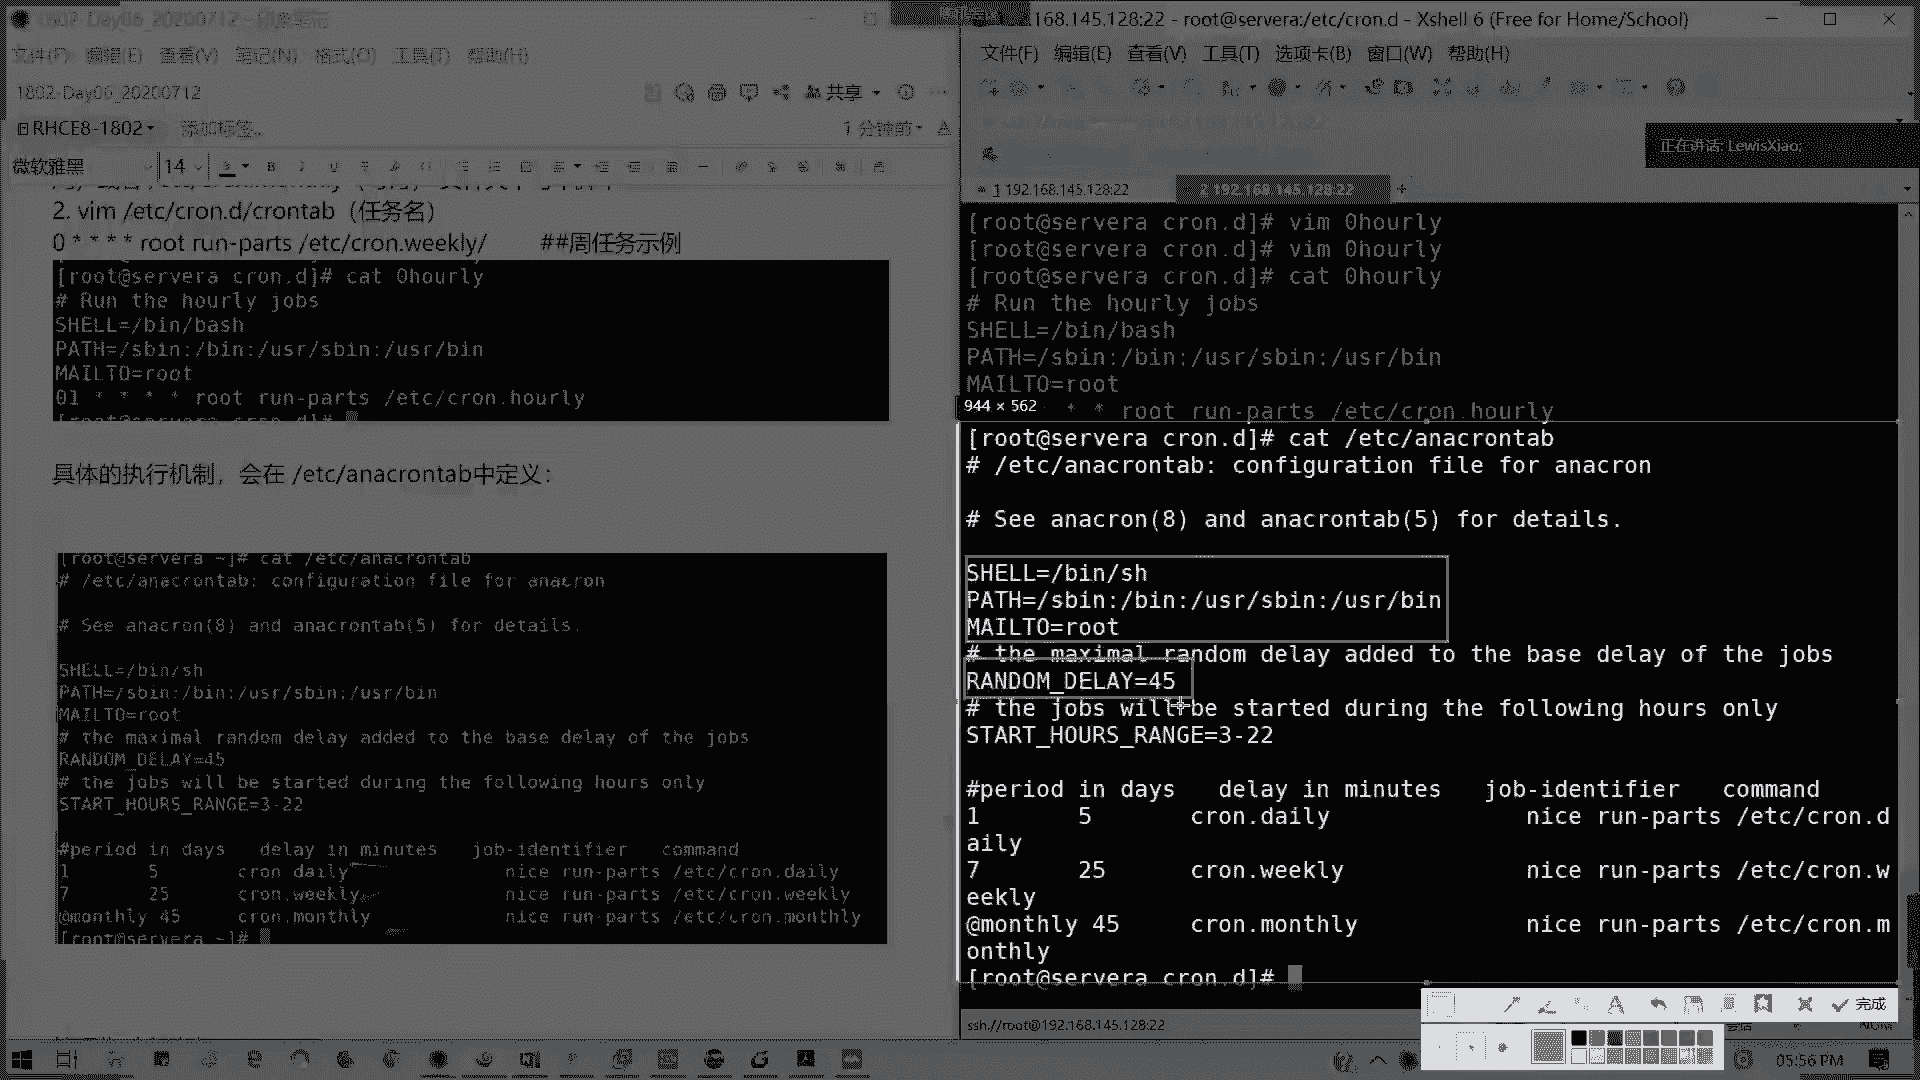 1802-Day06_20200712
文件(F) 编辑(E) 查看(V) 笔记(N) 格式(O) 工具(T) 帮助(H)
1802-Day06_20200712
共享
RHCE8-1802 添加标签..
1 分钟前
微软雅黑 14
2. vim /etc/cron.d/crontab（任务名）
0 * * * * root run-parts /etc/cron.weekly/ ##周任务示例
[root@servera cron.d]# cat 0hourly
# Run the hourly jobs
SHELL=/bin/bash
PATH=/sbin:/bin:/usr/sbin:/usr/bin
MAILTO=root
01 * * * * root run-parts /etc/cron.hourly
[root@servera cron.d]#
具体的执行机制，会在 /etc/anacrontab中定义：
[root@servera ~]# cat /etc/anacrontab
# /etc/anacrontab: configuration file for anacron
# See anacron(8) and anacrontab(5) for details.
SHELL=/bin/sh
PATH=/sbin:/bin:/usr/sbin:/usr/bin
MAILTO=root
# the maximal random delay added to the base delay of the jobs
RANDOM_DELAY=45
# the jobs will be started during the following hours only
START_HOURS_RANGE=3-22
#period in days delay in minutes job-identifier command
1 5 cron.daily nice run-parts /etc/cron.daily
7 25 cron.weekly nice run-parts /etc/cron.weekly
@monthly 45 cron.monthly nice run-parts /etc/cron.monthly
[root@servera ~]#
168.145.128:22 - root@servera:/etc/cron.d - Xshell 6 (Free for Home/School)
文件(F) 编辑(E) 查看(V) 工具(T) 选项卡(B) 窗口(W) 帮助(H)
正在讲话: LewisXiao;
1 192.168.145.128:22 2 192.168.145.128:22 +
[root@servera cron.d]# vim 0hourly
[root@servera cron.d]# vim 0hourly
[root@servera cron.d]# cat 0hourly
# Run the hourly jobs
SHELL=/bin/bash
PATH=/sbin:/bin:/usr/sbin:/usr/bin
MAILTO=root
944 × 562
* * root run-parts /etc/cron.hourly
[root@servera cron.d]# cat /etc/anacrontab
# /etc/anacrontab: configuration file for anacron
# See anacron(8) and anacrontab(5) for details.
SHELL=/bin/sh
PATH=/sbin:/bin:/usr/sbin:/usr/bin
MAILTO=root
# the maximal random delay added to the base delay of the jobs
RANDOM_DELAY=45
# the jobs will be started during the following hours only
START_HOURS_RANGE=3-22
#period in days delay in minutes job-identifier command
1 5 cron.daily nice run-parts /etc/cron.d
aily
7 25 cron.weekly nice run-parts /etc/cron.w
eekly
@monthly 45 cron.monthly nice run-parts /etc/cron.m
onthly
[root@servera cron.d]#
完成
ssh://root@192.168.145.128:22
05:56 PM